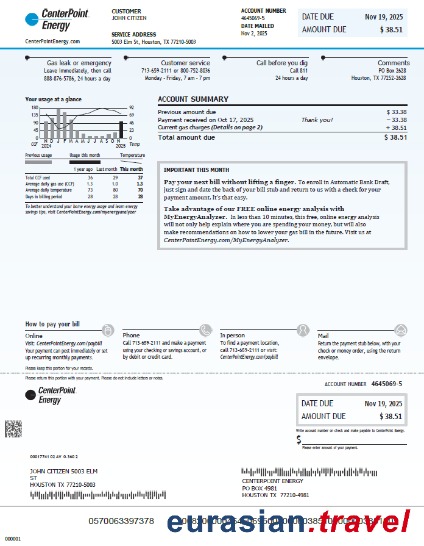 CenterPoint®
Energy
CenterPointEnergy.com
CUSTOMER
JOHN CITIZEN
SERVICE ADDRESS
5003 Elm St, Houston, TX 77210-5003
ACCOUNT NUMBER
4645069-5
DATE MAILED
Nov 2, 2025
DATE DUE Nov 19, 2025
AMOUNT DUE $ 38.51
Gas leak or emergency
Leave immediately, then call
888-876-5786, 24 hours a day
Customer service
713-659-2111 or 800-752-8036
Monday - Friday, 7 am - 7 pm
Call before you dig
Call 811
24 hours a day
Comments
PO Box 2628
Houston, TX 77252-2628
Your usage at a glance
CCF 2024 2025 Temp
Previous usage Usage this month Temperature
1 year ago Last month This month
Total CCF used 36 29 37
Average daily gas use (CCF) 1.3 1.0 1.3
Average daily temperature 73 80 70
Days in billing period 28 28 28
To better understand your home energy usage and learn energy
savings tips, visit CenterPointEnergy.com/myenergyanalyzer
ACCOUNT SUMMARY
Previous amount due $ 33.38
Payment received on Oct 17, 2025 Thank you! - 33.38
Current gas charges (Details on page 2) + 38.51
Total amount due $ 38.51
IMPORTANT THIS MONTH
Pay your next bill without lifting a finger. To enroll in Automatic Bank Draft,
just sign and date the back of your bill stub and return to us with a check for your
payment amount. It's that easy.
Take advantage of our FREE online energy analysis with
MyEnergyAnalyzer. In less than 10 minutes, this free, online energy analysis
will not only help explain where you are spending your money, but will also
make recommendations on how to lower your gas bill in the future. Visit us at
CenterPointEnergy.com/MyEnergyAnalyzer.
How to pay your bill
Online
Visit CenterPointEnergy.com/paybill
Your payment can post immediately or set
up recurring monthly payments
Phone
Call 713-659-2111 and make a payment
using your checking or savings account, or
by debit or credit card.
In person
To find a payment location,
call 713-659-2111 or visit
CenterPointEnergy.com/paybill
Mail
Return the payment stub below, with your
check or money order, using the return
envelope.
Please keep this portion for your records.
Please return this portion with your payment. Please do not include letters or notes.
CenterPoint®
Energy
ACCOUNT NUMBER 4645069-5
DATE DUE Nov 19, 2025
AMOUNT DUE $ 38.51
Write account number on check and make payable to CenterPoint Energy.
$
Please enter amount of your payment.
JOHN CITIZEN 5003 ELM
ST
HOUSTON TX 77210-5003
CENTERPOINT ENERGY
PO BOX 4981
HOUSTON TX 77210-4981
0570063397378
eurasian.travel
000001